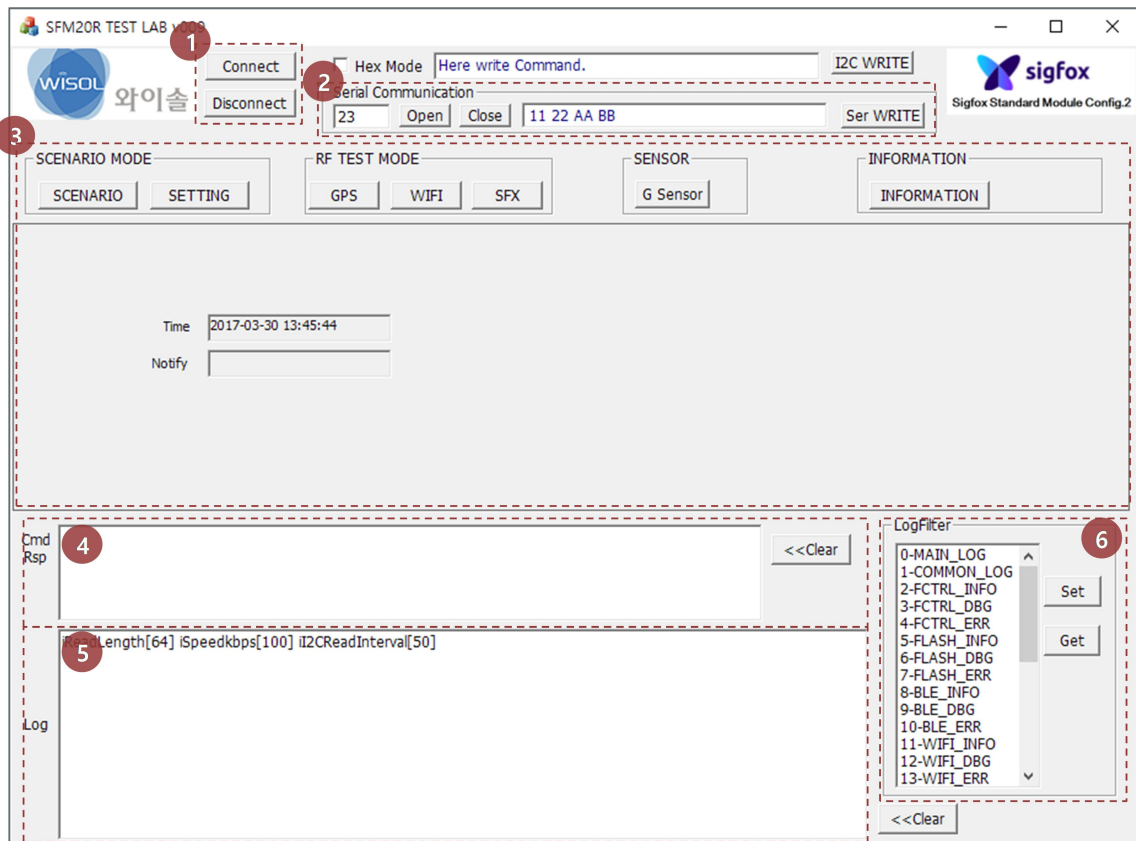 SFM20R TEST LAB v009
1
Connect
Disconnect
Hex Mode
Here write Command.
I2C WRITE
2
Serial Communication
23
Open
Close
11 22 AA BB
Ser WRITE
WISOL
와이솔
sigfox
Sigfox Standard Module Config.2
3
SCENARIO MODE
SCENARIO
SETTING
RF TEST MODE
GPS
WIFI
SFX
SENSOR
G Sensor
INFORMATION
INFORMATION
Time
2017-03-30 13:45:44
Notify
Cmd
Rsp
4
<<Clear
Log
5
iReadLength[64] iSpeedkbps[100] iI2CReadInterval[50]
LogFilter
6
0-MAIN_LOG
1-COMMON_LOG
2-FCTRL_INFO
3-FCTRL_DBG
4-FCTRL_ERR
5-FLASH_INFO
6-FLASH_DBG
7-FLASH_ERR
8-BLE_INFO
9-BLE_DBG
10-BLE_ERR
11-WIFI_INFO
12-WIFI_DBG
13-WIFI_ERR
Set
Get
<<Clear